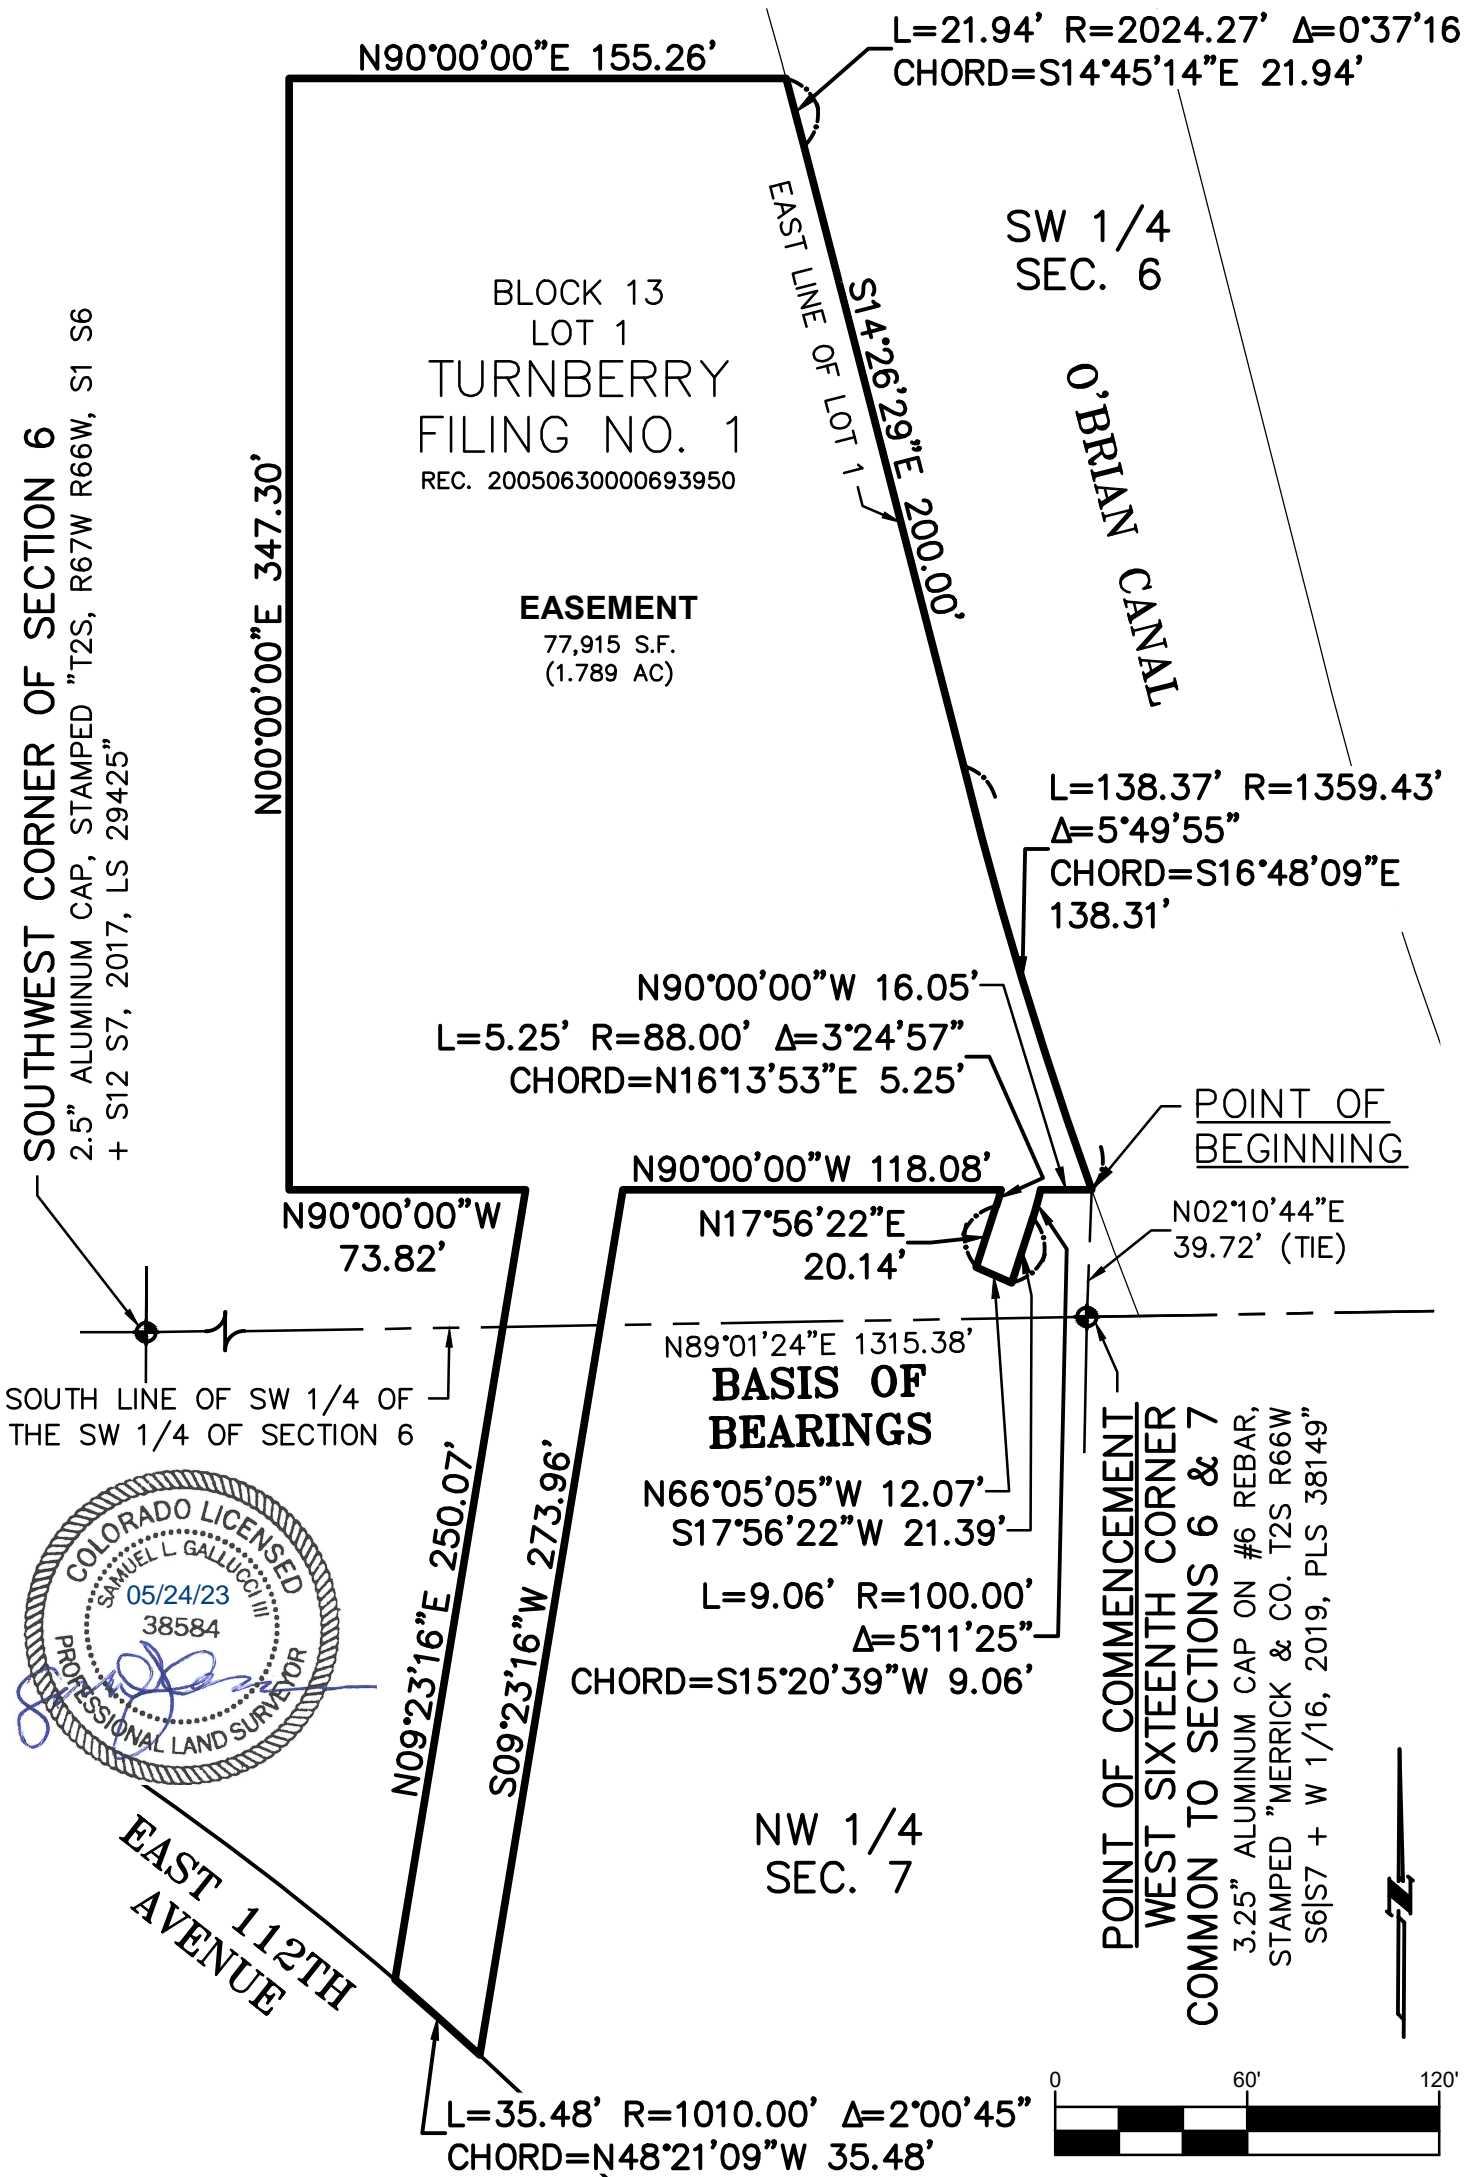 L=21.94' R=2024.27' Δ=0°37'16
CHORD=S14°45'14"E 21.94'
N90°00'00"E 155.26'
EAST LINE OF LOT 1
SW 1/4
SEC. 6
BLOCK 13
LOT 1
TURNBERRY
FILING NO. 1
REC. 20050630000693950
S14°26'29"E 200.00'
O'BRIAN CANAL
EASEMENT
77,915 S.F.
(1.789 AC)
N00°00'00"E 347.30'
SOUTHWEST CORNER OF SECTION 6
2.5" ALUMINUM CAP, STAMPED "T2S, R67W R66W, S1 S6
+ S12 S7, 2017, LS 29425"
L=138.37' R=1359.43'
Δ=5°49'55"
CHORD=S16°48'09"E
138.31'
N90°00'00"W 16.05'
L=5.25' R=88.00' Δ=3°24'57"
CHORD=N16°13'53"E 5.25'
POINT OF
BEGINNING
N90°00'00"W 118.08'
N90°00'00"W
73.82'
N17°56'22"E
20.14'
N02°10'44"E
39.72' (TIE)
N89°01'24"E 1315.38'
BASIS OF
BEARINGS
SOUTH LINE OF SW 1/4 OF
THE SW 1/4 OF SECTION 6
N66°05'05"W 12.07'
S17°56'22"W 21.39'
L=9.06' R=100.00'
Δ=5°11'25"
CHORD=S15°20'39"W 9.06'
N09°23'16"E 250.07'
S09°23'16"W 273.96'
COLORADO LICENSED
SAMUEL L. GALLUCCI III
05/24/23
38584
PROFESSIONAL LAND SURVEYOR
POINT OF COMMENCEMENT
WEST SIXTEENTH CORNER
COMMON TO SECTIONS 6 & 7
3.25" ALUMINUM CAP ON #6 REBAR,
STAMPED "MERRICK & CO. T2S R66W
S6|S7 + W 1/16, 2019, PLS 38149"
NW 1/4
SEC. 7
EAST 112TH
AVENUE
N
L=35.48' R=1010.00' Δ=2°00'45"
CHORD=N48°21'09"W 35.48'
0 60' 120'